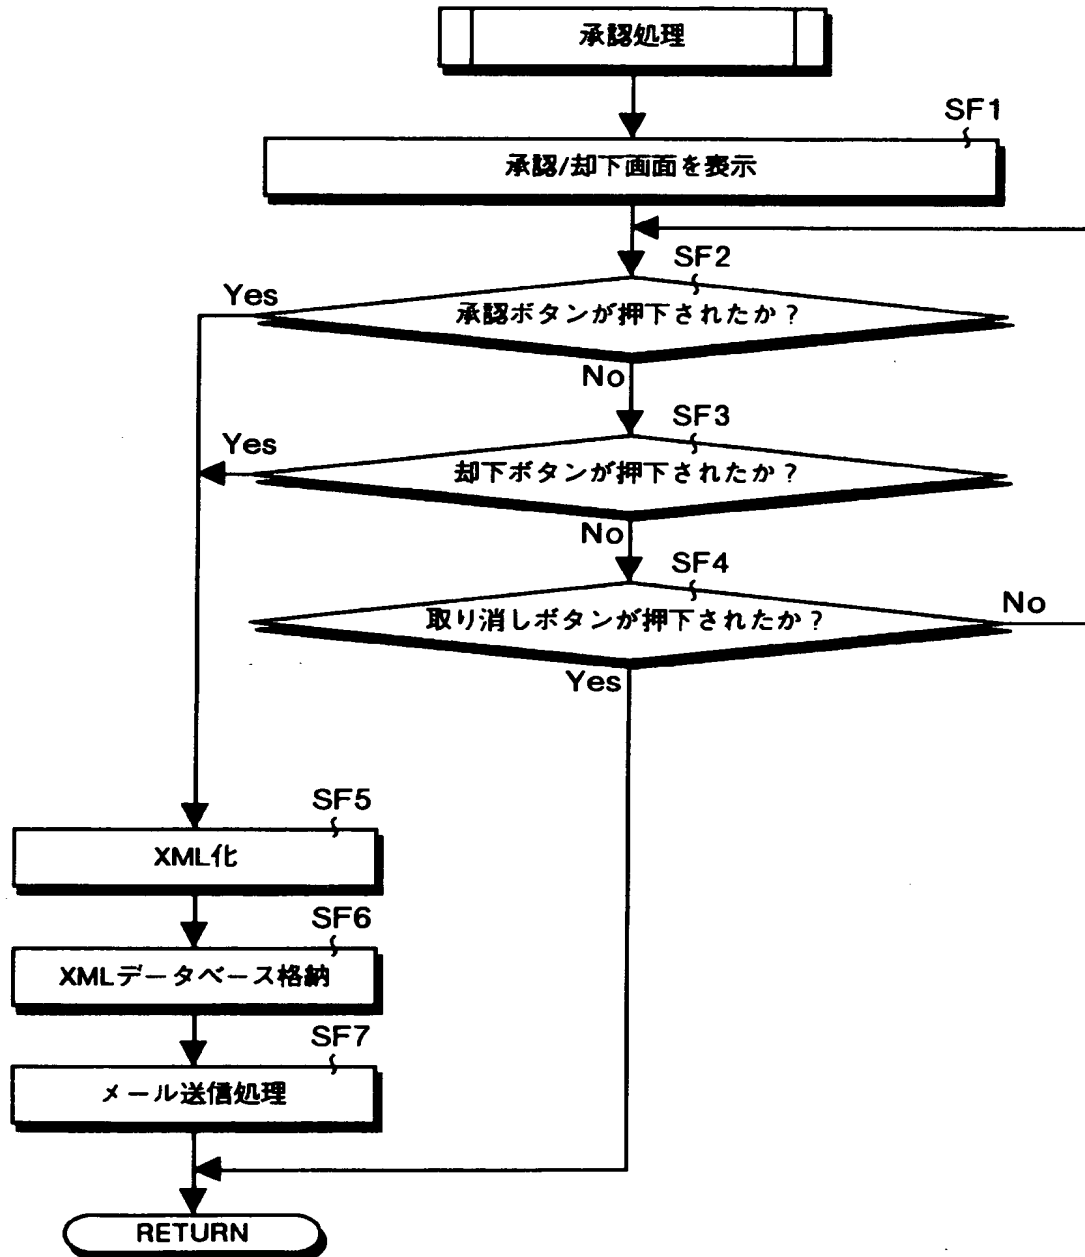 承認処理
SF1
承認/却下画面を表示
SF2
Yes
承認ボタンが押下されたか？
No
SF3
Yes
却下ボタンが押下されたか？
No
SF4
取り消しボタンが押下されたか？
No
Yes
SF5
XML化
SF6
XMLデータベース格納
SF7
メール送信処理
RETURN